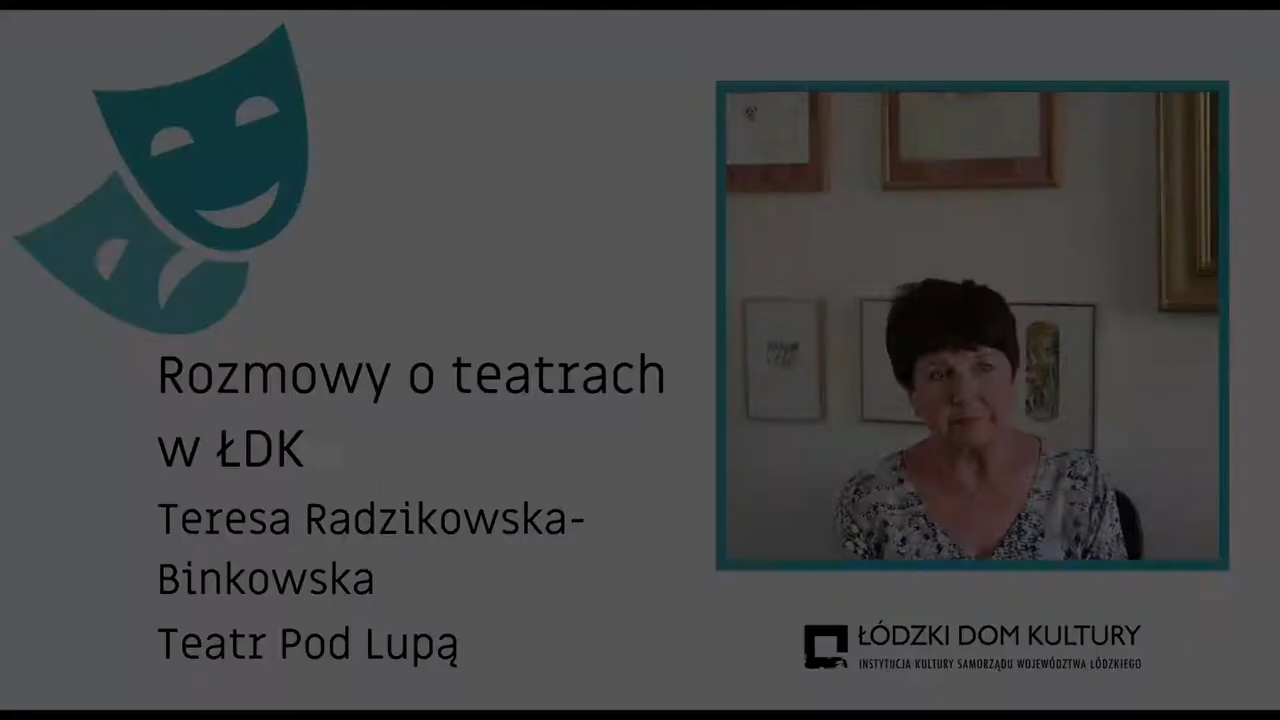 Rozmowy o teatrach
w ŁDK
Teresa Radzikowska-
Binkowska
Teatr Pod Lupą
ŁÓDZKI DOM KULTURY
INSTYTUCJA KULTURY SAMORZĄDU WOJEWÓDZTWA ŁÓDZKIEGO